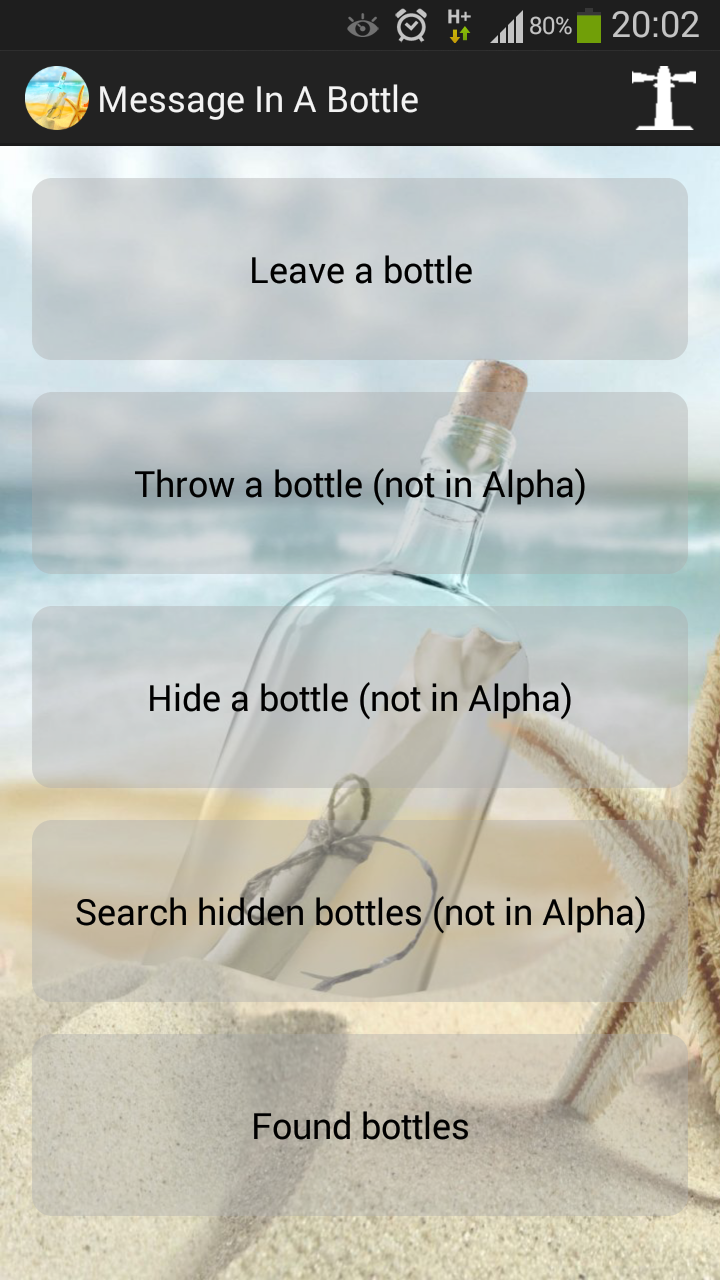 H+ 80% 20:02
Message In A Bottle
Leave a bottle
Throw a bottle (not in Alpha)
Hide a bottle (not in Alpha)
Search hidden bottles (not in Alpha)
Found bottles